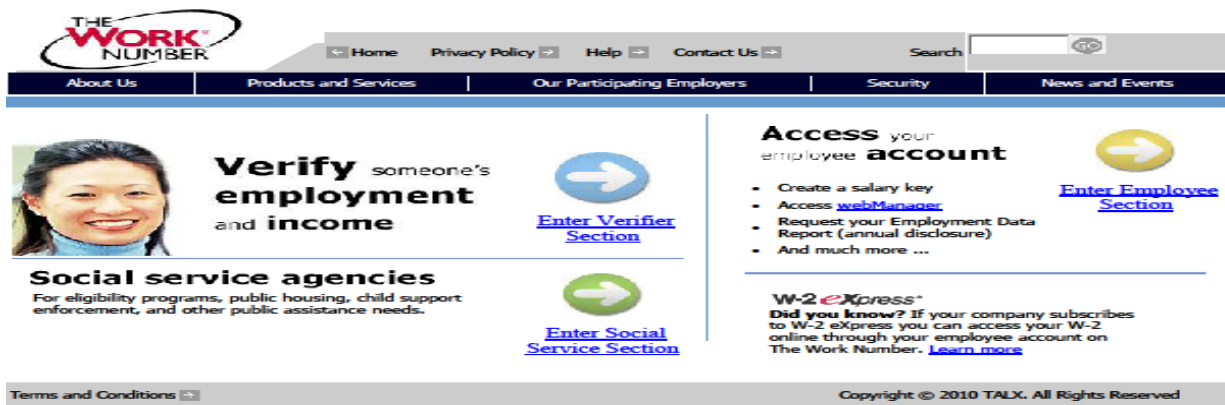 THE
WORK
NUMBER
Home Privacy Policy Help Contact Us Search GO
About Us | Products and Services | Our Participating Employers | Security | News and Events
Verify someone's
employment
and income
Enter Verifier
Section
Access your
employee account
• Create a salary key
• Access webManager
• Request your Employment Data
Report (annual disclosure)
• And much more ...
Enter Employee
Section
Social service agencies
For eligibility programs, public housing, child support
enforcement, and other public assistance needs.
Enter Social
Service Section
W-2 eXpress
Did you know? If your company subscribes
to W-2 eXpress you can access your W-2
online through your employee account on
The Work Number. Learn more
Terms and Conditions
Copyright © 2010 TALX. All Rights Reserved